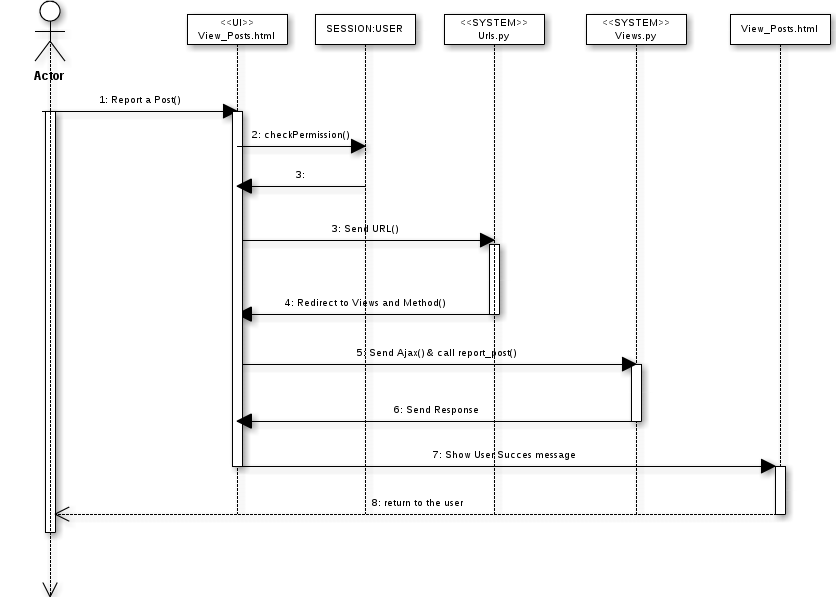 <<UI>>
View_Posts.html
SESSION:USER
<<SYSTEM>>
Urls.py
<<SYSTEM>>
Views.py
View_Posts.html
Actor
1: Report a Post()
2: checkPermission()
3:
3: Send URL()
4: Redirect to Views and Method()
5: Send Ajax() & call report_post()
6: Send Response
7: Show User Succes message
8: return to the user